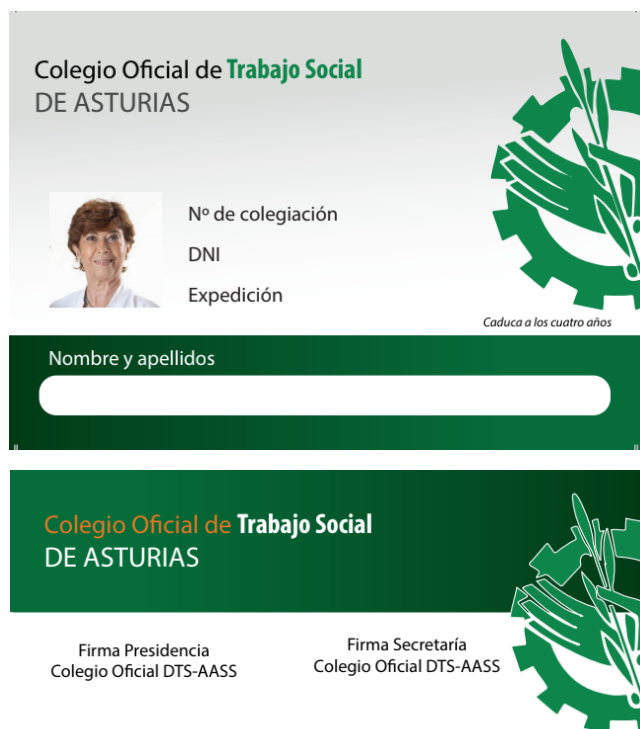 Colegio Oficial de Trabajo Social
DE ASTURIAS
Nº de colegiación
DNI
Expedición
Caduca a los cuatro años
Nombre y apellidos
Colegio Oficial de Trabajo Social
DE ASTURIAS
Firma Presidencia
Colegio Oficial DTS-AASS
Firma Secretaría
Colegio Oficial DTS-AASS